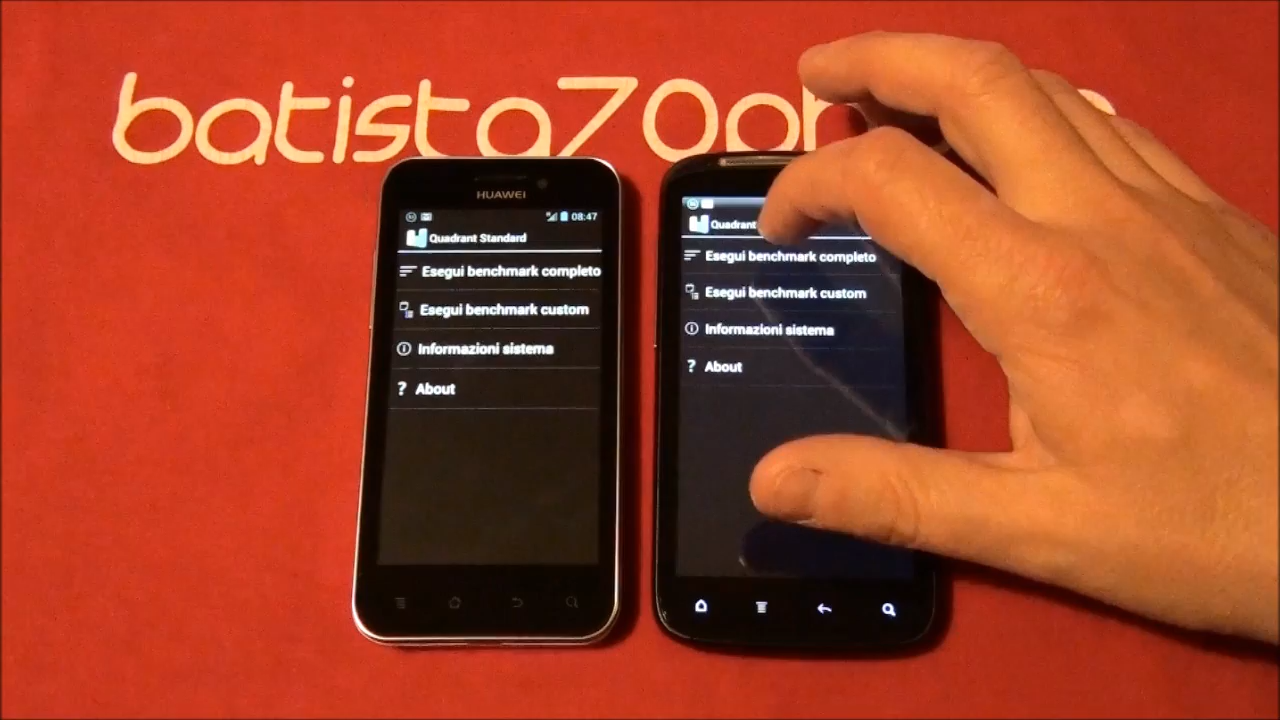 batista70ph
HUAWEI
08:47
Quadrant Standard
Esegui benchmark completo
Esegui benchmark custom
Informazioni sistema
? About
Quadrant
Esegui benchmark completo
Esegui benchmark custom
Informazioni sistema
? About